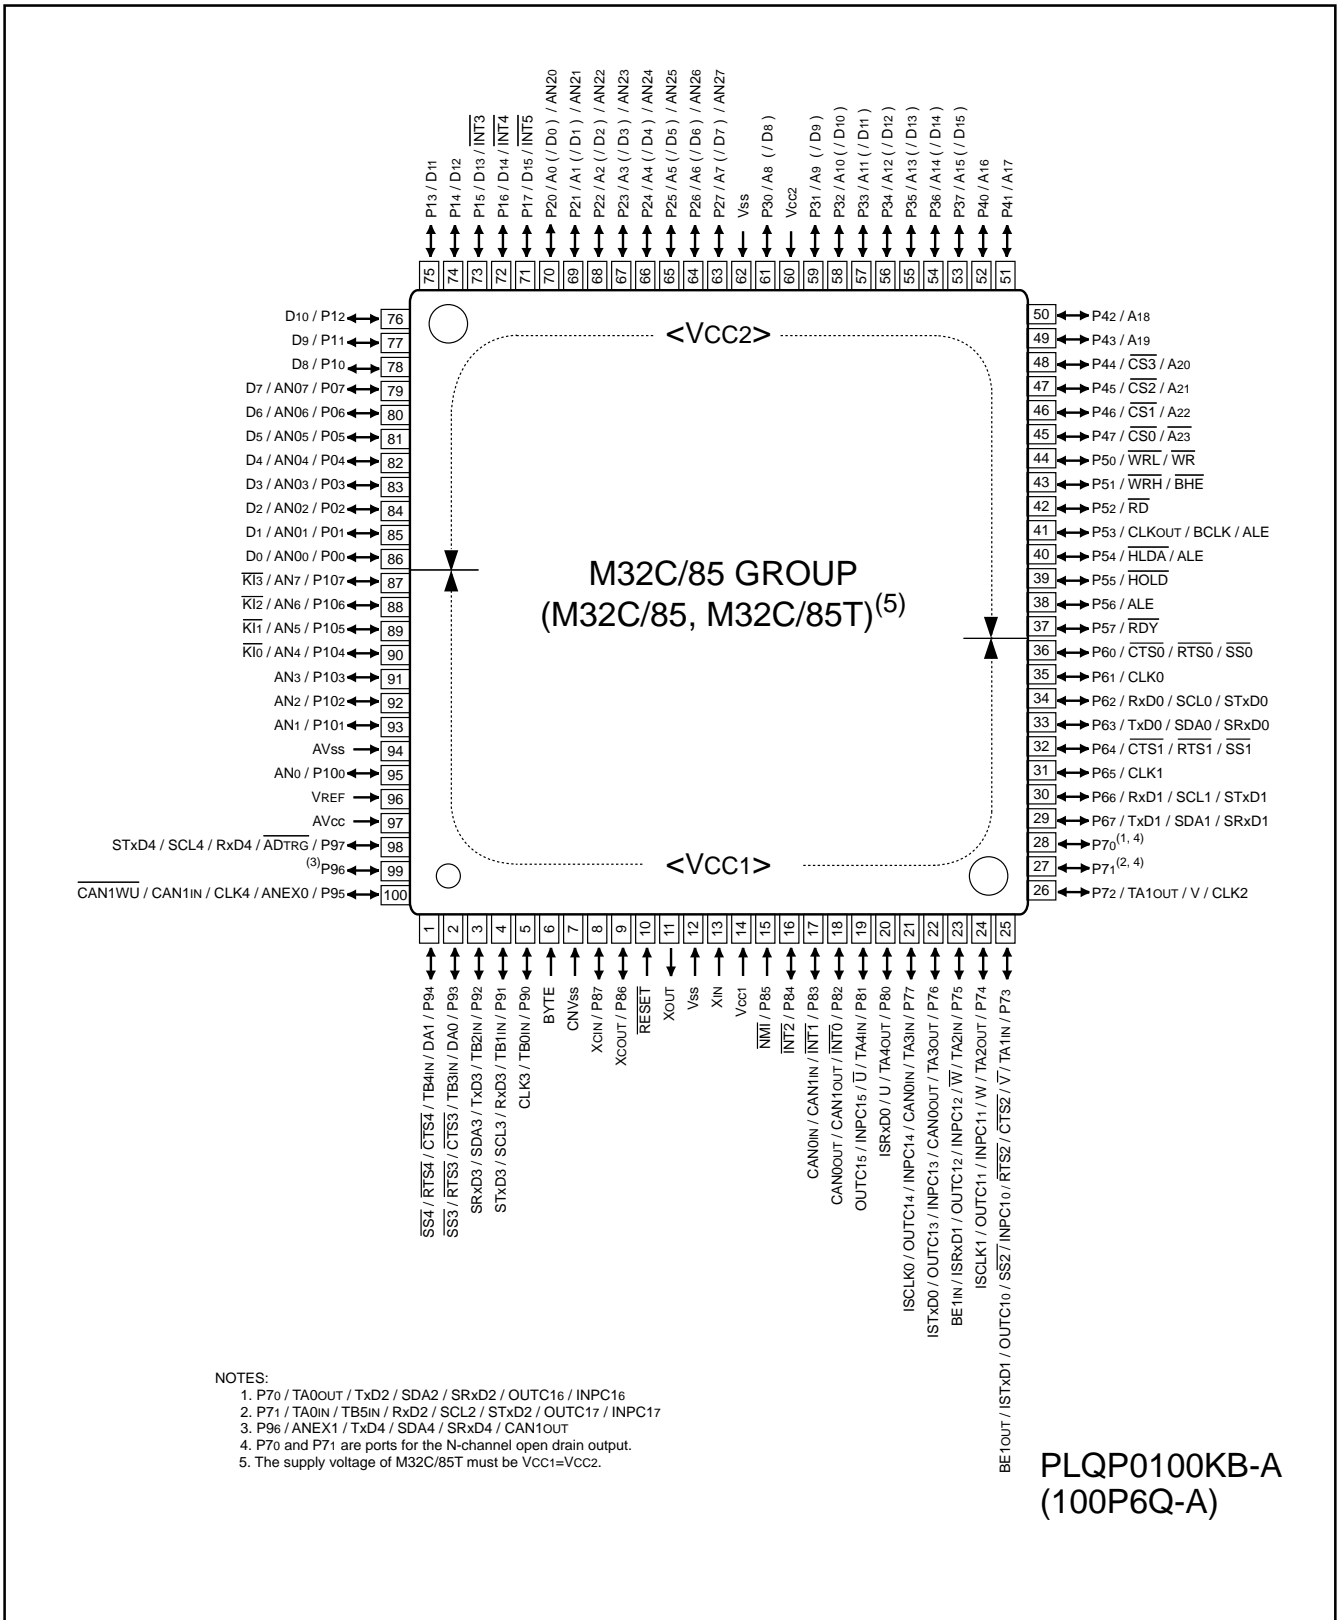 P13 / D11
P14 / D12
P15 / D13 / INT3
P16 / D14 / INT4
P17 / D15 / INT5
P20 / A0 ( / D0 ) / AN20
P21 / A1 ( / D1 ) / AN21
P22 / A2 ( / D2 ) / AN22
P23 / A3 ( / D3 ) / AN23
P24 / A4 ( / D4 ) / AN24
P25 / A5 ( / D5 ) / AN25
P26 / A6 ( / D6 ) / AN26
P27 / A7 ( / D7 ) / AN27
Vss
P30 / A8 ( / D8 )
Vcc2
P31 / A9 ( / D9 )
P32 / A10 ( / D10 )
P33 / A11 ( / D11 )
P34 / A12 ( / D12 )
P35 / A13 ( / D13 )
P36 / A14 ( / D14 )
P37 / A15 ( / D15 )
P40 / A16
P41 / A17
75 74 73 72 71 70 69 68 67 66 65 64 63 62 61 60 59 58 57 56 55 54 53 52 51
D10 / P12 76
D9 / P11 77
D8 / P10 78
D7 / AN07 / P07 79
D6 / AN06 / P06 80
D5 / AN05 / P05 81
D4 / AN04 / P04 82
D3 / AN03 / P03 83
D2 / AN02 / P02 84
D1 / AN01 / P01 85
D0 / AN00 / P00 86
KI3 / AN7 / P107 87
KI2 / AN6 / P106 88
KI1 / AN5 / P105 89
KI0 / AN4 / P104 90
AN3 / P103 91
AN2 / P102 92
AN1 / P101 93
AVss 94
AN0 / P100 95
VREF 96
AVcc 97
STxD4 / SCL4 / RxD4 / ADTRG / P97 98
(3)P96 99
CAN1WU / CAN1IN / CLK4 / ANEX0 / P95 100
<VCC2>
M32C/85 GROUP
(M32C/85, M32C/85T)(5)
<VCC1>
50 P42 / A18
49 P43 / A19
48 P44 / CS3 / A20
47 P45 / CS2 / A21
46 P46 / CS1 / A22
45 P47 / CS0 / A23
44 P50 / WRL / WR
43 P51 / WRH / BHE
42 P52 / RD
41 P53 / CLKOUT / BCLK / ALE
40 P54 / HLDA / ALE
39 P55 / HOLD
38 P56 / ALE
37 P57 / RDY
36 P60 / CTS0 / RTS0 / SS0
35 P61 / CLK0
34 P62 / RxD0 / SCL0 / STxD0
33 P63 / TxD0 / SDA0 / SRxD0
32 P64 / CTS1 / RTS1 / SS1
31 P65 / CLK1
30 P66 / RxD1 / SCL1 / STxD1
29 P67 / TxD1 / SDA1 / SRxD1
28 P70(1, 4)
27 P71(2, 4)
26 P72 / TA1OUT / V / CLK2
1 2 3 4 5 6 7 8 9 10 11 12 13 14 15 16 17 18 19 20 21 22 23 24 25
SS4 / RTS4 / CTS4 / TB4IN / DA1 / P94
SS3 / RTS3 / CTS3 / TB3IN / DA0 / P93
SRxD3 / SDA3 / TxD3 / TB2IN / P92
STxD3 / SCL3 / RxD3 / TB1IN / P91
CLK3 / TB0IN / P90
BYTE
CNVss
XCIN / P87
XCOUT / P86
RESET
XOUT
Vss
XIN
Vcc1
NMI / P85
INT2 / P84
CAN0IN / CAN1IN / INT1 / P83
CAN0OUT / CAN1OUT / INT0 / P82
OUTC15 / INPC15 / U / TA4IN / P81
ISRxD0 / U / TA4OUT / P80
ISCLK0 / OUTC14 / INPC14 / CAN0IN / TA3IN / P77
ISTxD0 / OUTC13 / INPC13 / CAN0OUT / TA3OUT / P76
BE1IN / ISRxD1 / OUTC12 / INPC12 / W / TA2IN / P75
ISCLK1 / OUTC11 / INPC11 / W / TA2OUT / P74
BE1OUT / ISTxD1 / OUTC10 / SS2 / INPC10 / RTS2 / CTS2 / V / TA1IN / P73
NOTES:
1. P70 / TA0OUT / TxD2 / SDA2 / SRxD2 / OUTC16 / INPC16
2. P71 / TA0IN / TB5IN / RxD2 / SCL2 / STxD2 / OUTC17 / INPC17
3. P96 / ANEX1 / TxD4 / SDA4 / SRxD4 / CAN1OUT
4. P70 and P71 are ports for the N-channel open drain output.
5. The supply voltage of M32C/85T must be VCC1=VCC2.
PLQP0100KB-A
(100P6Q-A)